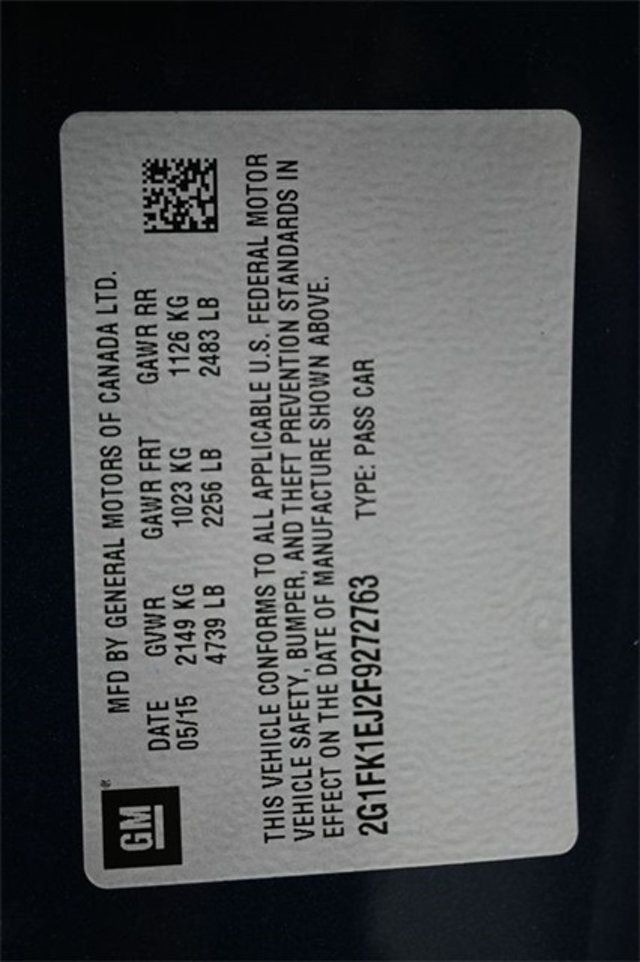 GM®
MFD BY GENERAL MOTORS OF CANADA LTD.
DATE GVWR GAWR FRT GAWR RR
05/15 2149 KG 1023 KG 1126 KG
4739 LB 2256 LB 2483 LB
THIS VEHICLE CONFORMS TO ALL APPLICABLE U.S. FEDERAL MOTOR
VEHICLE SAFETY, BUMPER, AND THEFT PREVENTION STANDARDS IN
EFFECT ON THE DATE OF MANUFACTURE SHOWN ABOVE.
2G1FK1EJ2F9272763 TYPE: PASS CAR